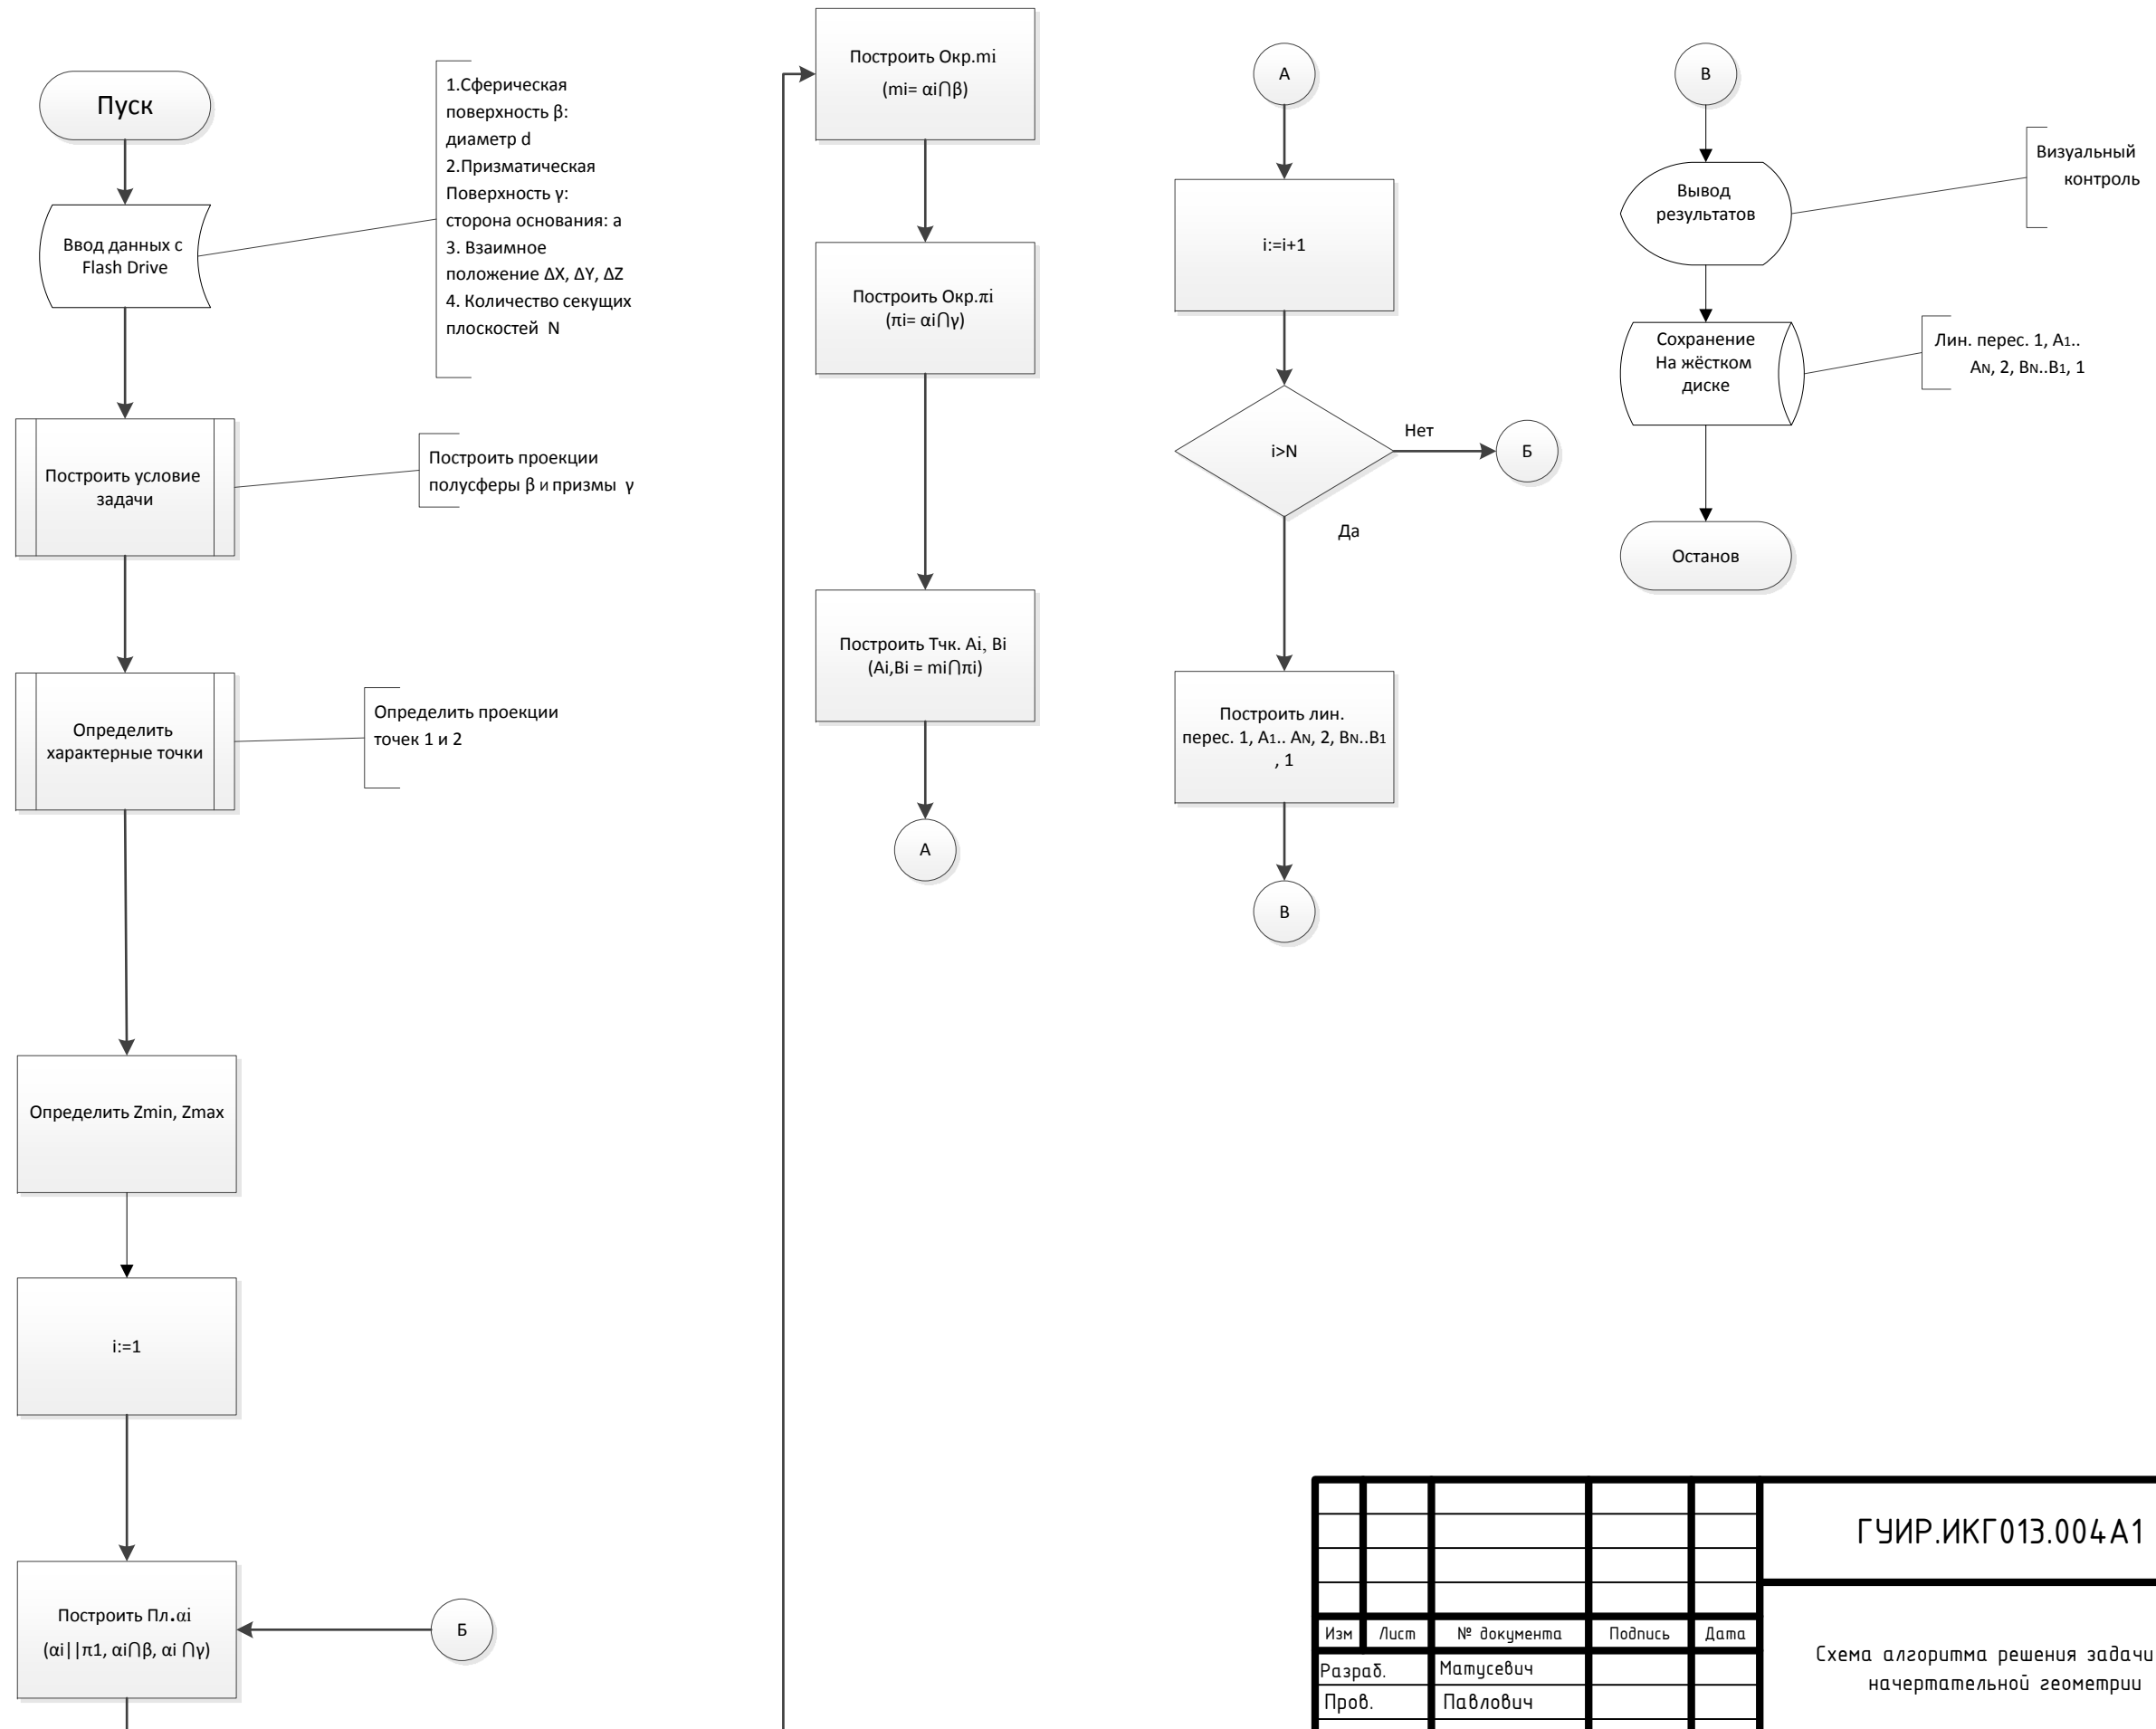 Пуск
Ввод данных с
Flash Drive
1.Сферическая
поверхность β:
диаметр d
2.Призматическая
Поверхность γ:
сторона основания: a
3. Взаимное
положение ΔX, ΔY, ΔZ
4. Количество секущих
плоскостей N
Построить условие
задачи
Построить проекции
полусферы β и призмы γ
Определить
характерные точки
Определить проекции
точек 1 и 2
Определить Zmin, Zmax
i:=1
Построить Пл.αi
(αi||π1, αi⋂β, αi ⋂γ)
Б
Построить Окр.mi
(mi= αi⋂β)
Построить Окр.πi
(πi= αi⋂γ)
Построить Тчк. Ai, Bi
(Ai,Bi = mi⋂πi)
А
А
i:=i+1
i>N
Нет
Б
Да
Построить лин.
перес. 1, A1.. AN, 2, BN..B1
, 1
В
В
Вывод
результатов
Визуальный
контроль
Сохранение
На жёстком
диске
Лин. перес. 1, A1..
AN, 2, BN..B1, 1
Останов
ГУИР.ИКГ013.004 А1
Изм Лист № документа Подпись Дата
Разраб. Матусевич
Пров. Павлович
Схема алгоритма решения задачи
начертательной геометрии